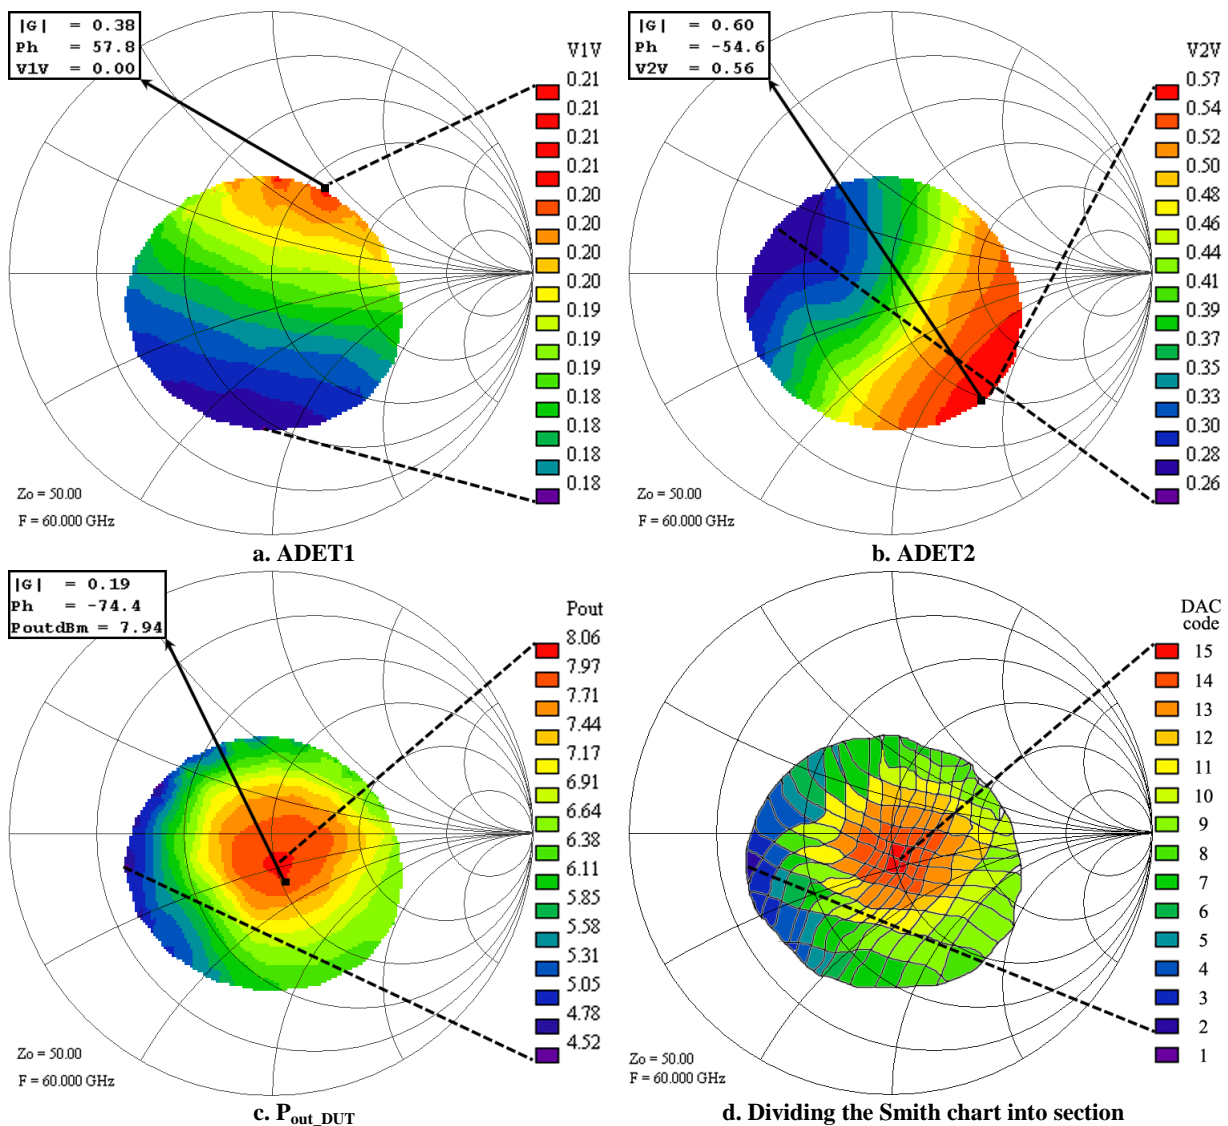 |G| = 0.38
Ph = 57.8
V1V = 0.00
V1V
0.21
0.21
0.21
0.21
0.20
0.20
0.20
0.20
0.19
0.19
0.19
0.18
0.18
0.18
0.18
Zo = 50.00
F = 60.000 GHz
a. ADET1
|G| = 0.60
Ph = -54.6
V2V = 0.56
V2V
0.57
0.54
0.52
0.50
0.48
0.46
0.44
0.41
0.39
0.37
0.35
0.33
0.30
0.28
0.26
Zo = 50.00
F = 60.000 GHz
b. ADET2
|G| = 0.19
Ph = -74.4
PoutdBm = 7.94
Pout
8.06
7.97
7.71
7.44
7.17
6.91
6.64
6.38
6.11
5.85
5.58
5.31
5.05
4.78
4.52
Zo = 50.00
F = 60.000 GHz
c. Pout_DUT
DAC
code
15
14
13
12
11
10
9
8
7
6
5
4
3
2
1
Zo = 50.00
F = 60.000 GHz
d. Dividing the Smith chart into section